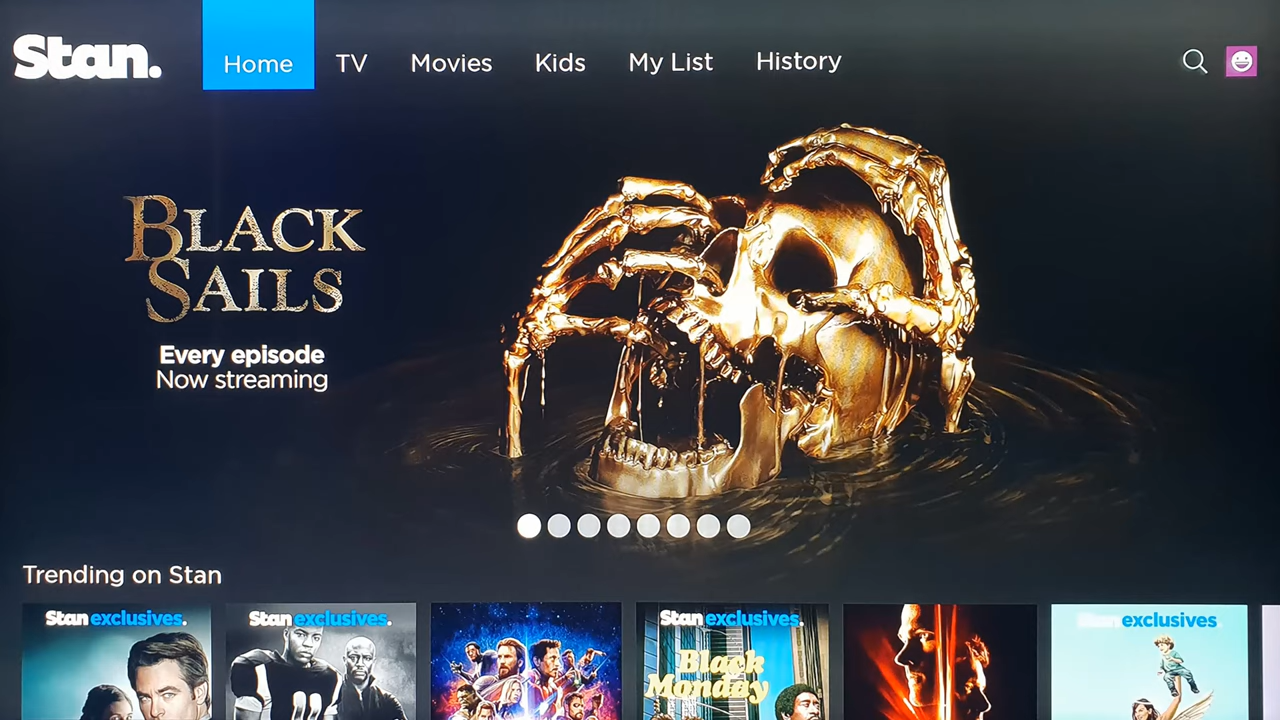 Stan.
Home TV Movies Kids My List History
BLACK
SAILS
Every episode
Now streaming
Trending on Stan
Stan exclusives.
Stan exclusives.
Stan exclusives.
Black
Monday
Stan exclusives